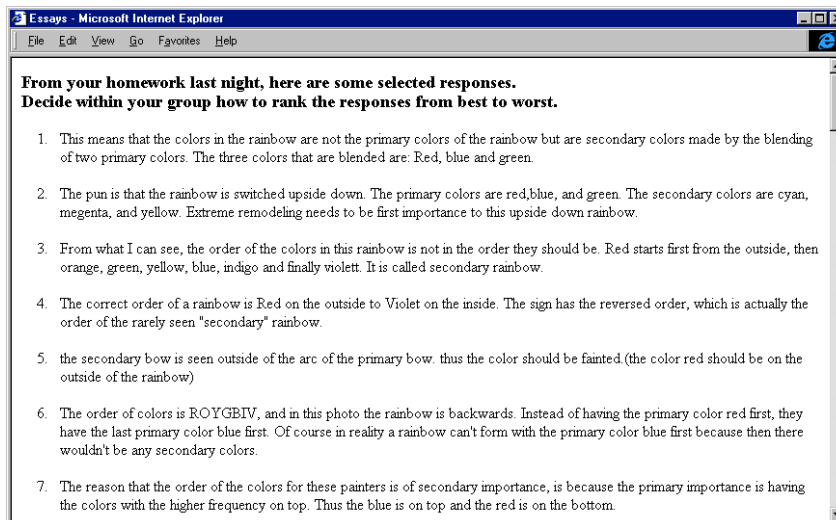 Essays - Microsoft Internet Explorer
File Edit View Go Favorites Help
From your homework last night, here are some selected responses.
Decide within your group how to rank the responses from best to worst.
1. This means that the colors in the rainbow are not the primary colors of the rainbow but are secondary colors made by the blending
of two primary colors. The three colors that are blended are: Red, blue and green.
2. The pun is that the rainbow is switched upside down. The primary colors are red,blue, and green. The secondary colors are cyan,
megenta, and yellow. Extreme remodeling needs to be first importance to this upside down rainbow.
3. From what I can see, the order of the colors in this rainbow is not in the order they should be. Red starts first from the outside, then
orange, green, yellow, blue, indigo and finally violett. It is called secondary rainbow.
4. The correct order of a rainbow is Red on the outside to Violet on the inside. The sign has the reversed order, which is actually the
order of the rarely seen "secondary" rainbow.
5. the secondary bow is seen outside of the arc of the primary bow. thus the color should be fainted.(the color red should be on the
outside of the rainbow)
6. The order of colors is ROYGBIV, and in this photo the rainbow is backwards. Instead of having the primary color red first, they
have the last primary color blue first. Of course in reality a rainbow can't form with the primary color blue first because then there
wouldn't be any secondary colors.
7. The reason that the order of the colors for these painters is of secondary importance, is because the primary importance is having
the colors with the higher frequency on top. Thus the blue is on top and the red is on the bottom.